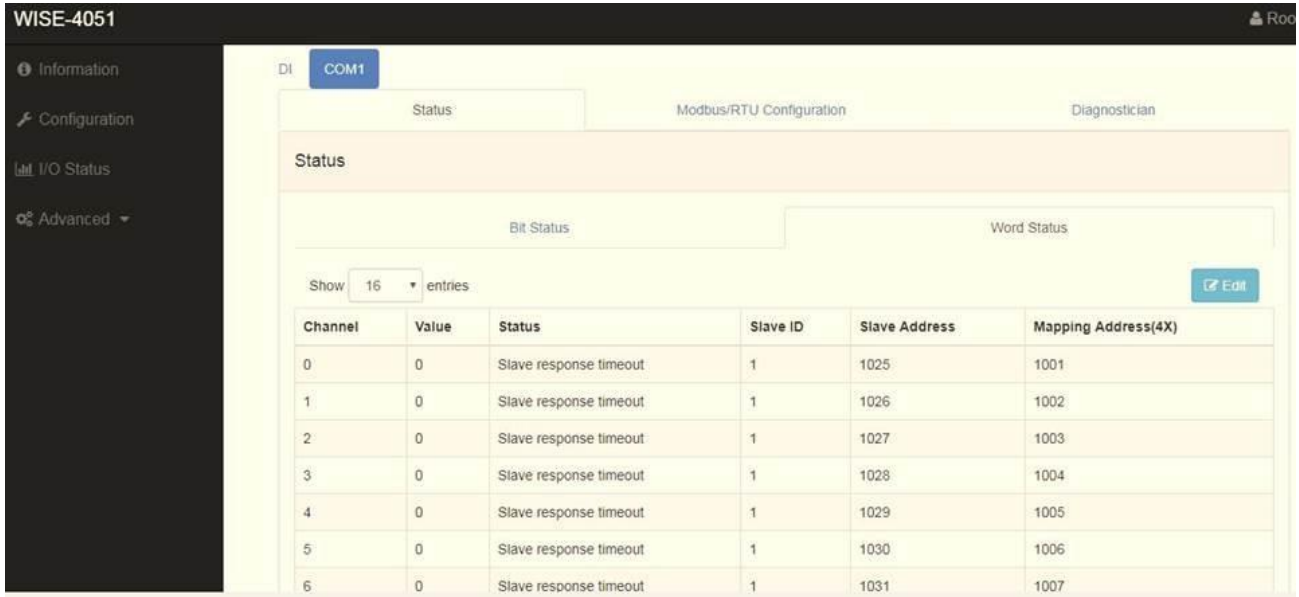 WISE-4051
Roo
Information
Configuration
I/O Status
Advanced
DI COM1
Status Modbus/RTU Configuration Diagnostician
Status
Bit Status Word Status
Show 16 entries
Edit
Channel Value Status Slave ID Slave Address Mapping Address(4X)
0 0 Slave response timeout 1 1025 1001
1 0 Slave response timeout 1 1026 1002
2 0 Slave response timeout 1 1027 1003
3 0 Slave response timeout 1 1028 1004
4 0 Slave response timeout 1 1029 1005
5 0 Slave response timeout 1 1030 1006
6 0 Slave response timeout 1 1031 1007